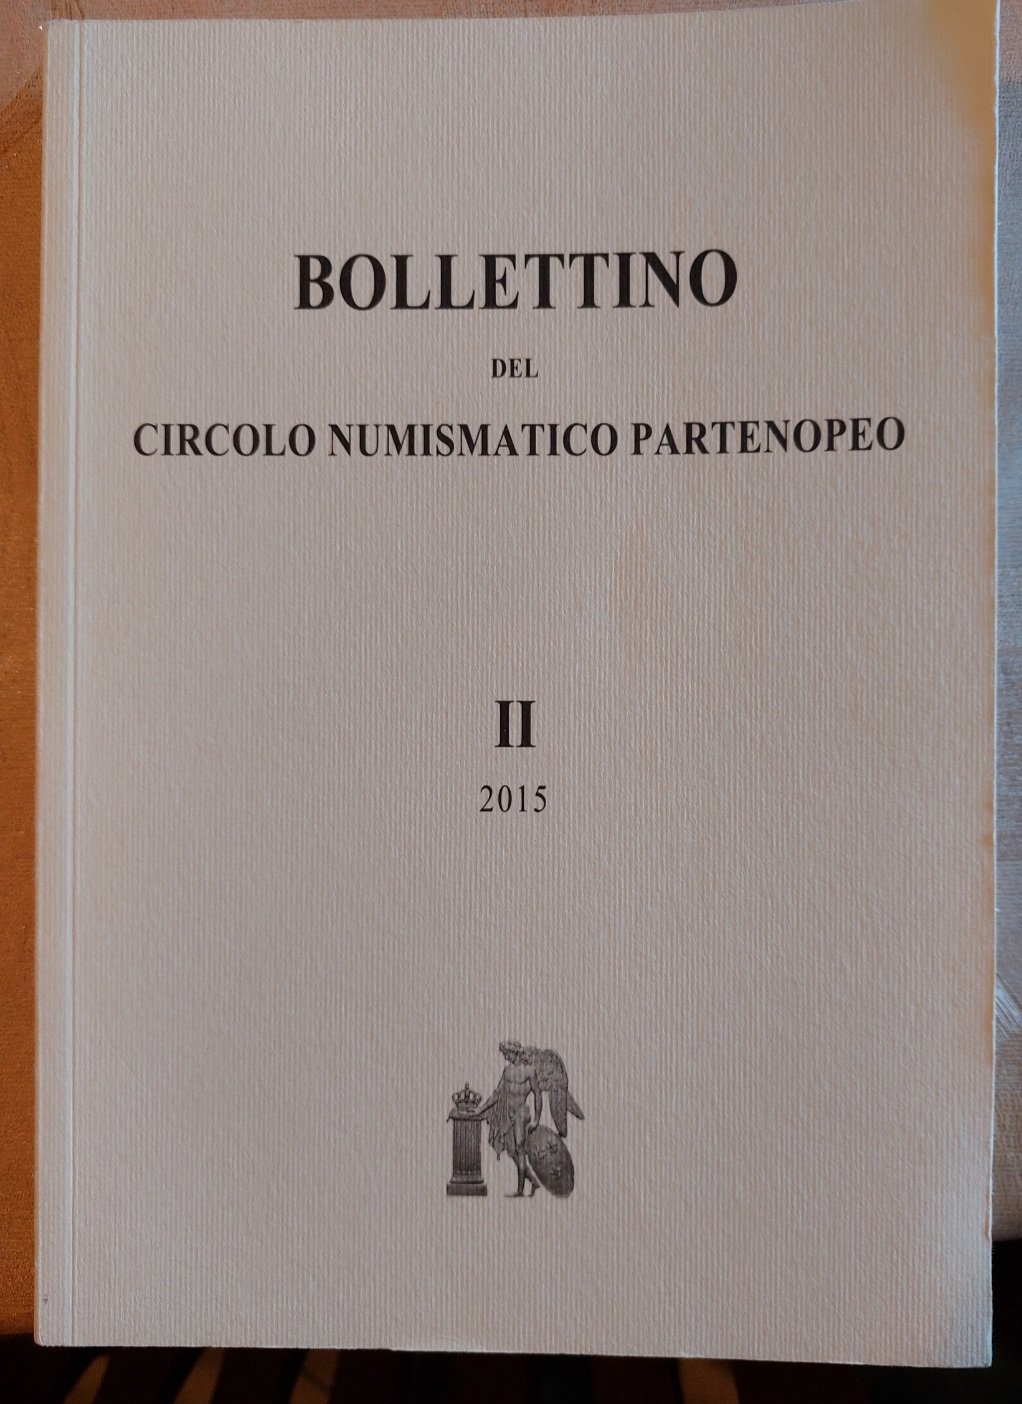 BOLLETTINO
DEL
CIRCOLO NUMISMATICO PARTENOPEO
II
2015